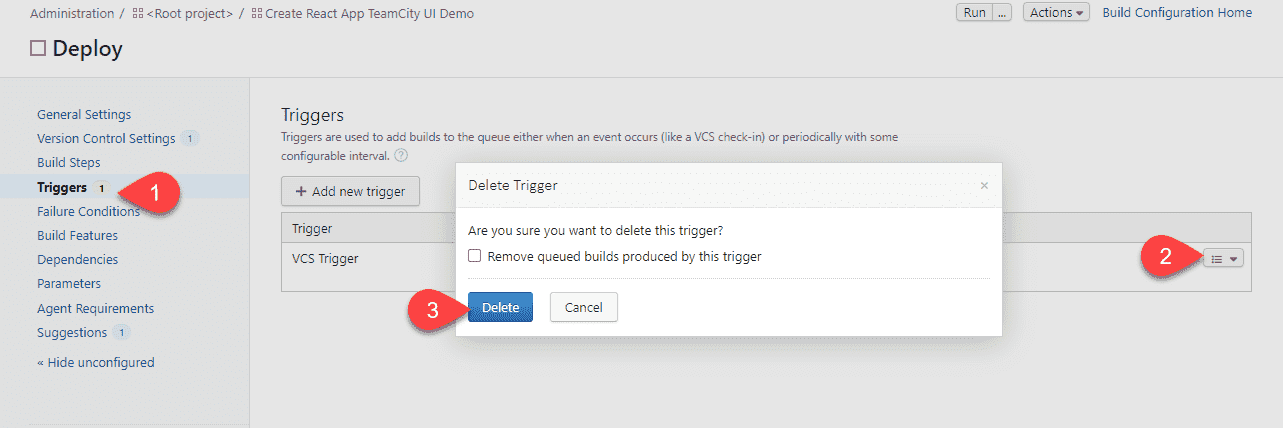 Administration / <Root project> / Create React App TeamCity UI Demo
Run ... Actions Build Configuration Home
Deploy
General Settings
Version Control Settings 1
Build Steps
Triggers 1
Failure Conditions
Build Features
Dependencies
Parameters
Agent Requirements
Suggestions 1
« Hide unconfigured
1
Triggers
Triggers are used to add builds to the queue either when an event occurs (like a VCS check-in) or periodically with some
configurable interval. ?
+ Add new trigger
Trigger
VCS Trigger
2
Delete Trigger ×
Are you sure you want to delete this trigger?
Remove queued builds produced by this trigger
3
Delete Cancel